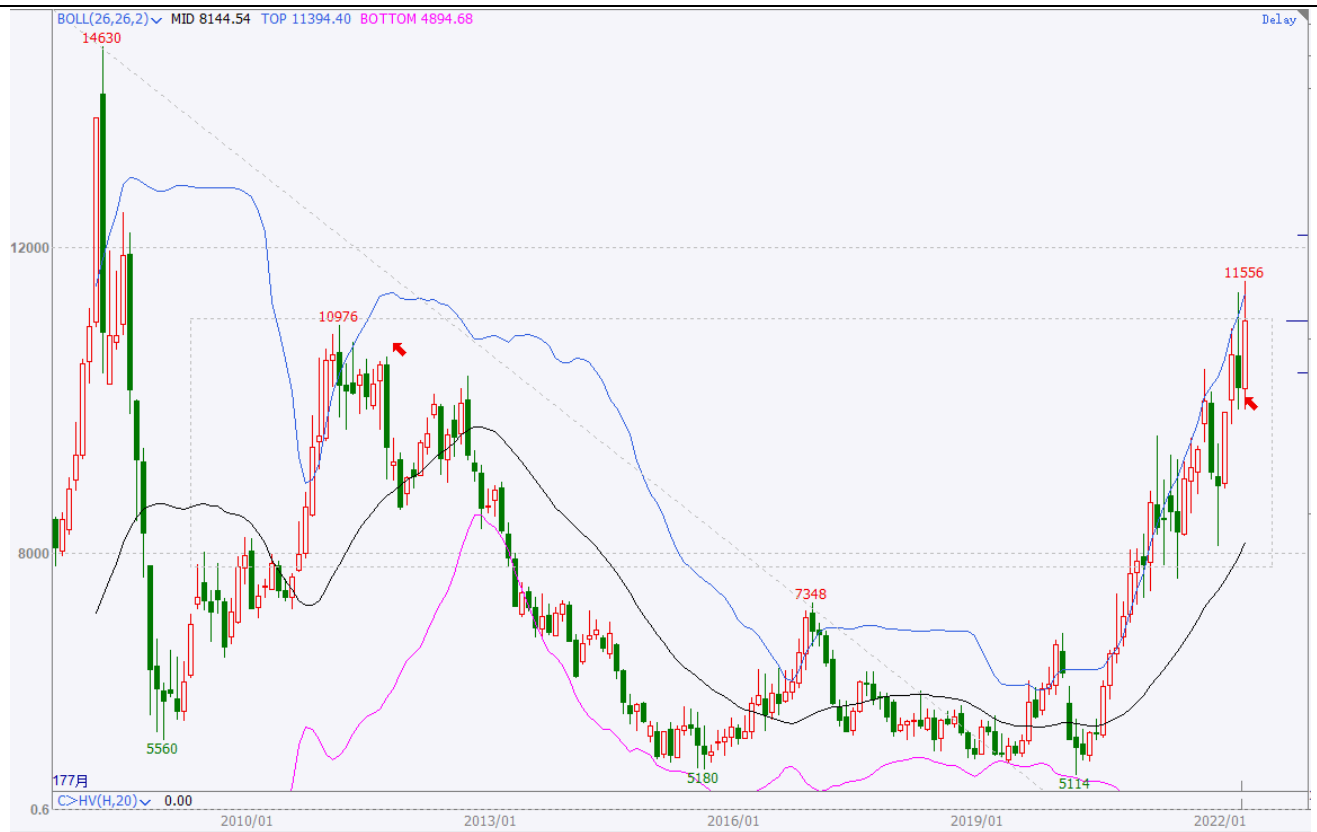 BOLL(26,26,2) MID 8144.54 TOP 11394.40 BOTTOM 4894.68 Delay
14630
12000
11556
10976
8000
7348
5560
5180
5114
177月
C>HV(H,20) 0.00
0.6
2010/01 2013/01 2016/01 2019/01 2022/01